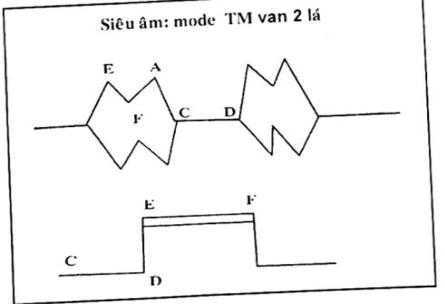 Siêu âm: mode TM van 2 lá
E A
F C D
E F
C
D